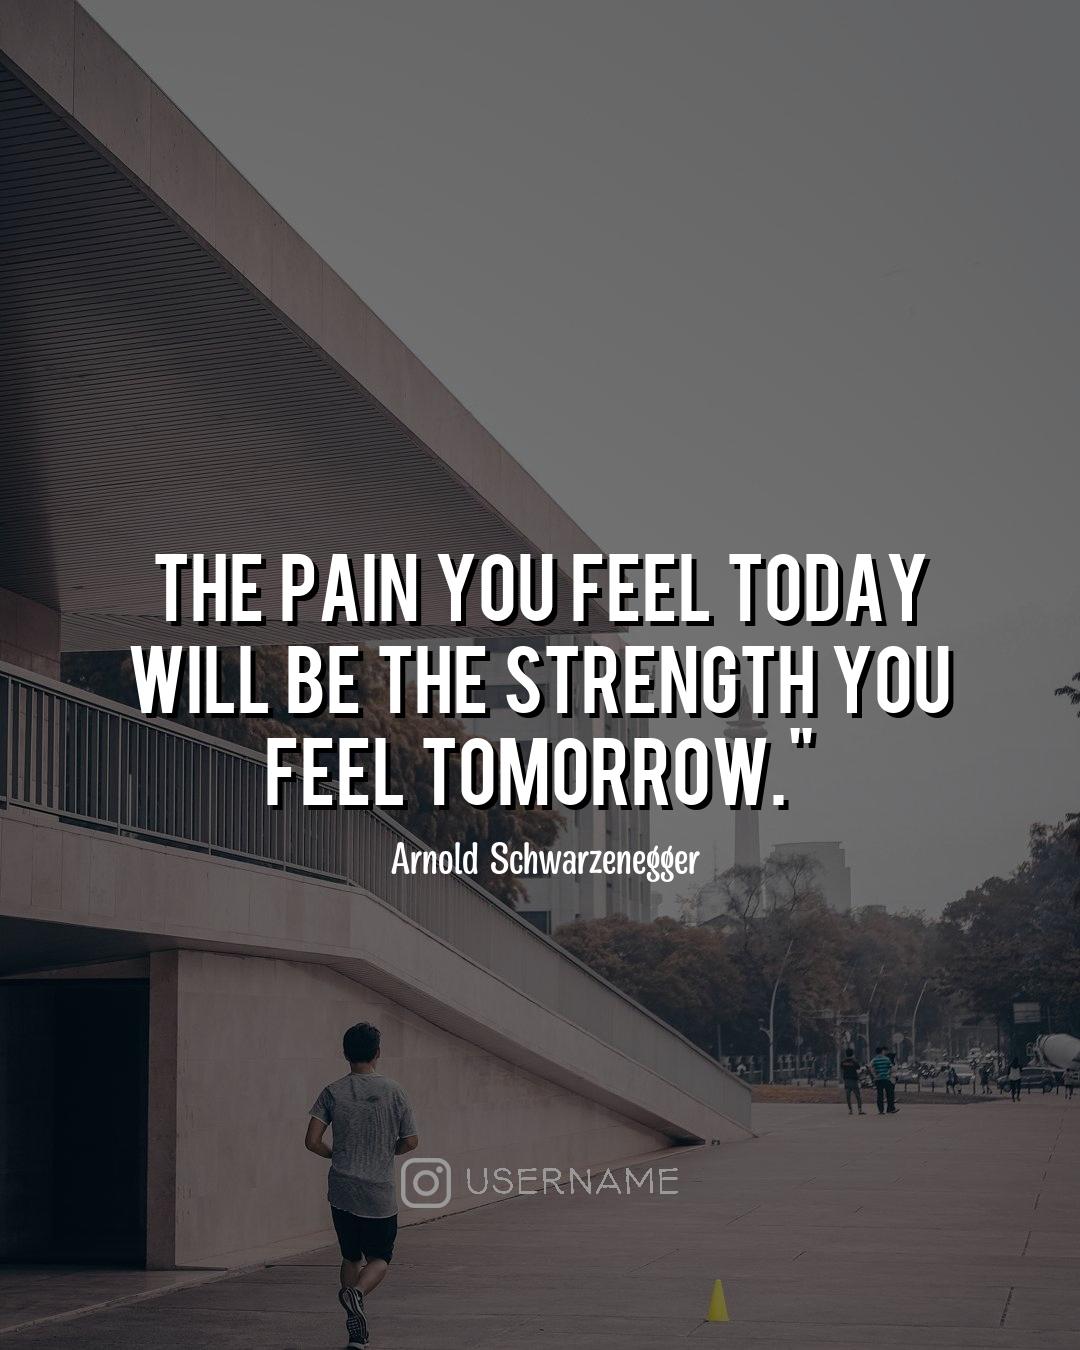 THE PAIN YOU FEEL TODAY
WILL BE THE STRENGTH YOU
FEEL TOMORROW."
Arnold Schwarzenegger
USERNAME